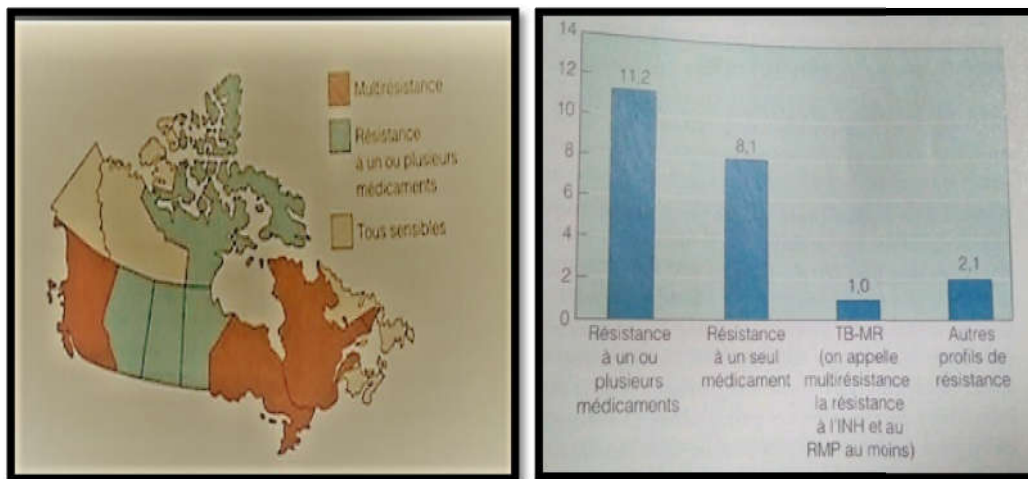 Multirésistance
Résistance
à un ou plusieurs
médicaments
Tous sensibles
14
12
10
8
6
4
2
0
11,2
8,1
1,0
2,1
Résistance
à un ou
plusieurs
médicaments
Résistance
à un seul
médicament
TB-MR
(on appelle
multirésistance
la résistance
à l'INH et au
RMP au moins)
Autres
profils de
resistance